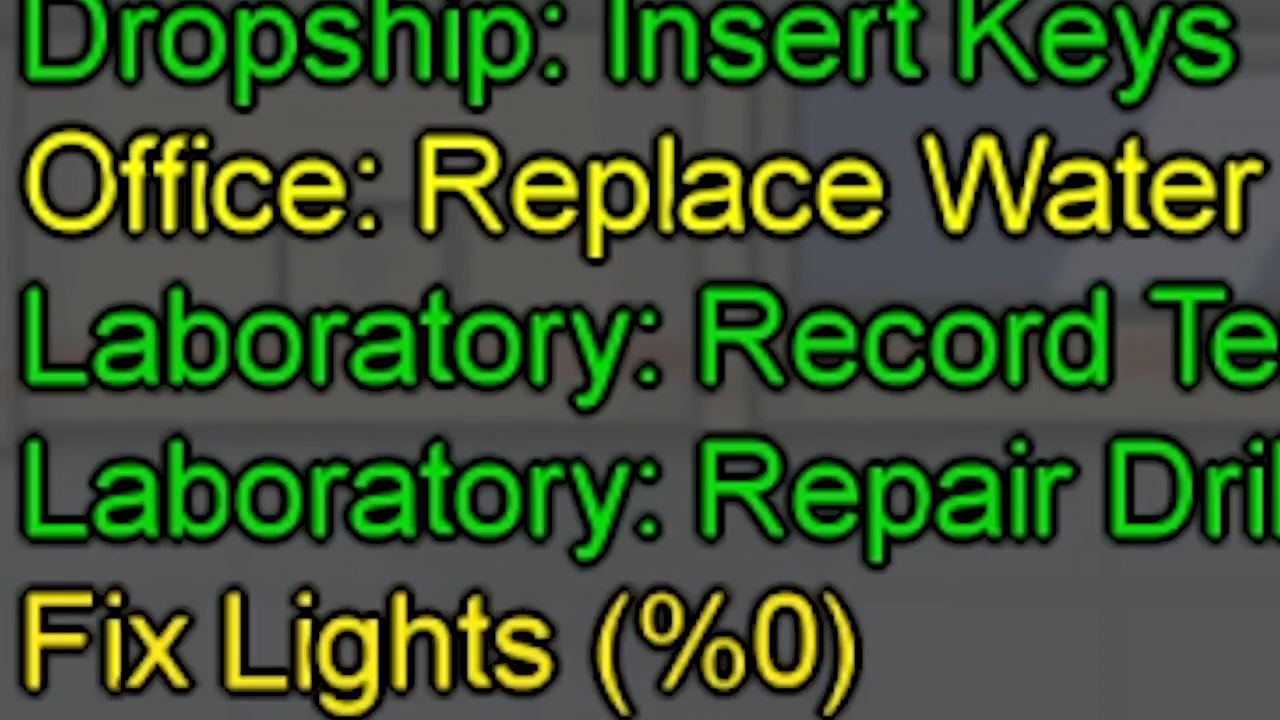 Dropship: Insert Keys
Office: Replace Water
Laboratory: Record
Laboratory: Repair
Fix Lights (%0)